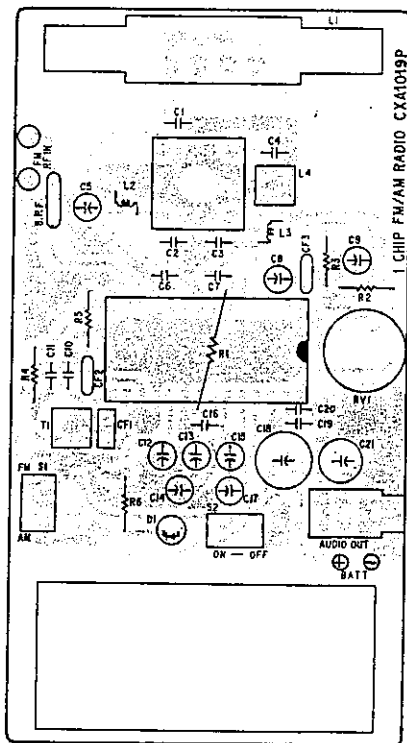 L1
1 CHIP FM/AM RADIO CXA1019P
C1
C4
FM
RF IN
B.P.F.
C5
L2
L4
L3
C2
C3
C8
CF3
R3
C9
C6
C7
R2
R5
R1
R4
C11
C10
CF2
RV1
C20
C16
C19
T1
CF1
C12
C13
C15
C18
C21
C14
C17
FM S1
AM
R6
D1
S2
ON — OFF
AUDIO OUT
BATT